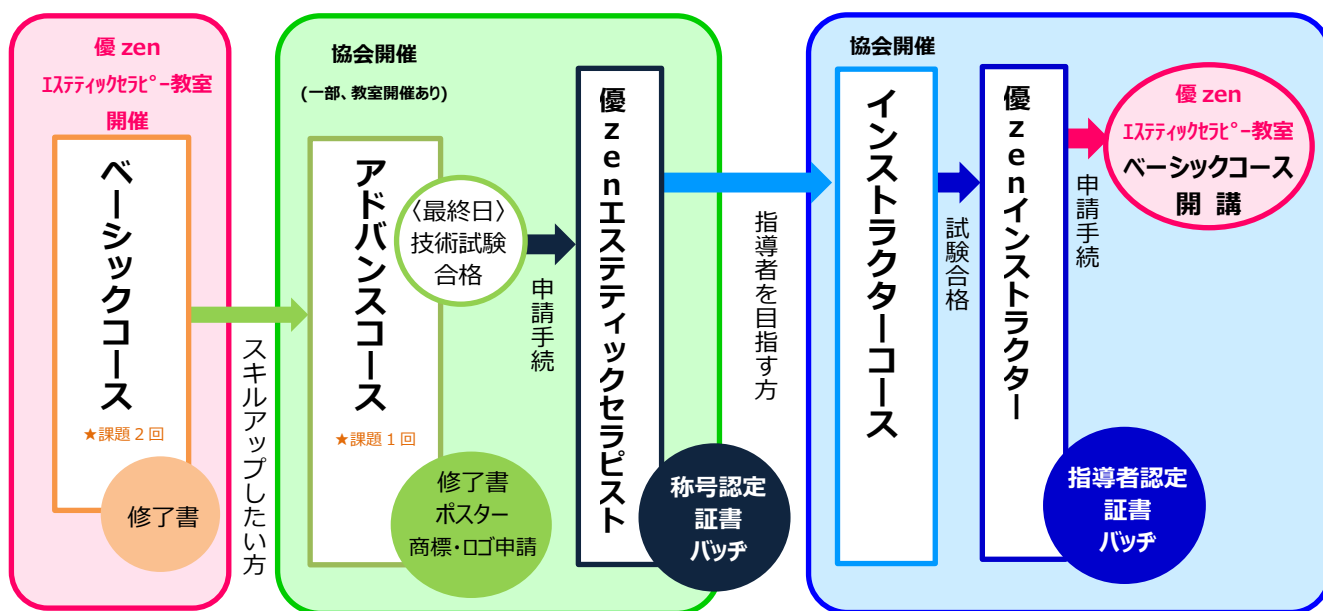 優zen
エステティックセラピー教室
開催
ベーシックコース
★課題2回
修了書
スキルアップしたい方
協会開催
(一部、教室開催あり)
アドバンスコース
★課題1回
〈最終日〉
技術試験
合格
修了書
ポスター
商標・ロゴ申請
申請手続
優zenエステティックセラピスト
称号認定
証書
バッヂ
指導者を目指す方
協会開催
インストラクターコース
試験合格
優zenインストラクター
指導者認定
証書
バッヂ
申請手続
優zen
エステティックセラピー教室
ベーシックコース
開 講